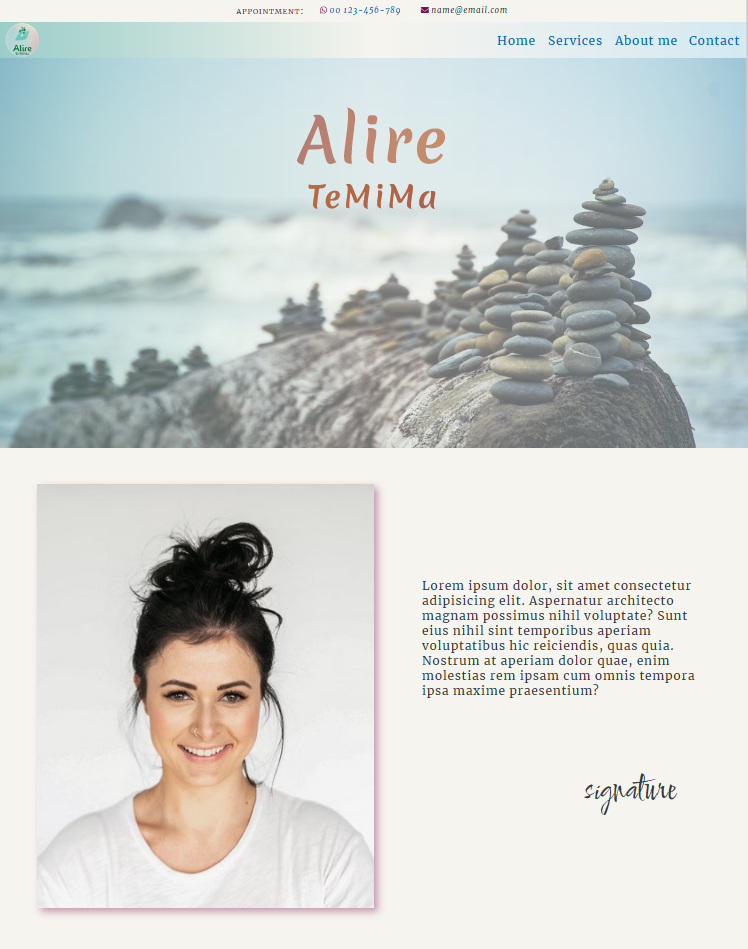 APPOINTMENT: 00 123-456-789 name@email.com
Alire
Home Services About me Contact
Alire
TeMiMa
Lorem ipsum dolor, sit amet consectetur
adipisicing elit. Aspernatur architecto
magnam possimus nihil voluptate? Sunt
eius nihil sint temporibus aperiam
voluptatibus hic reiciendis, quas quia.
Nostrum at aperiam dolor quae, enim
molestias rem ipsam cum omnis tempora
ipsa maxime praesentium?
signature